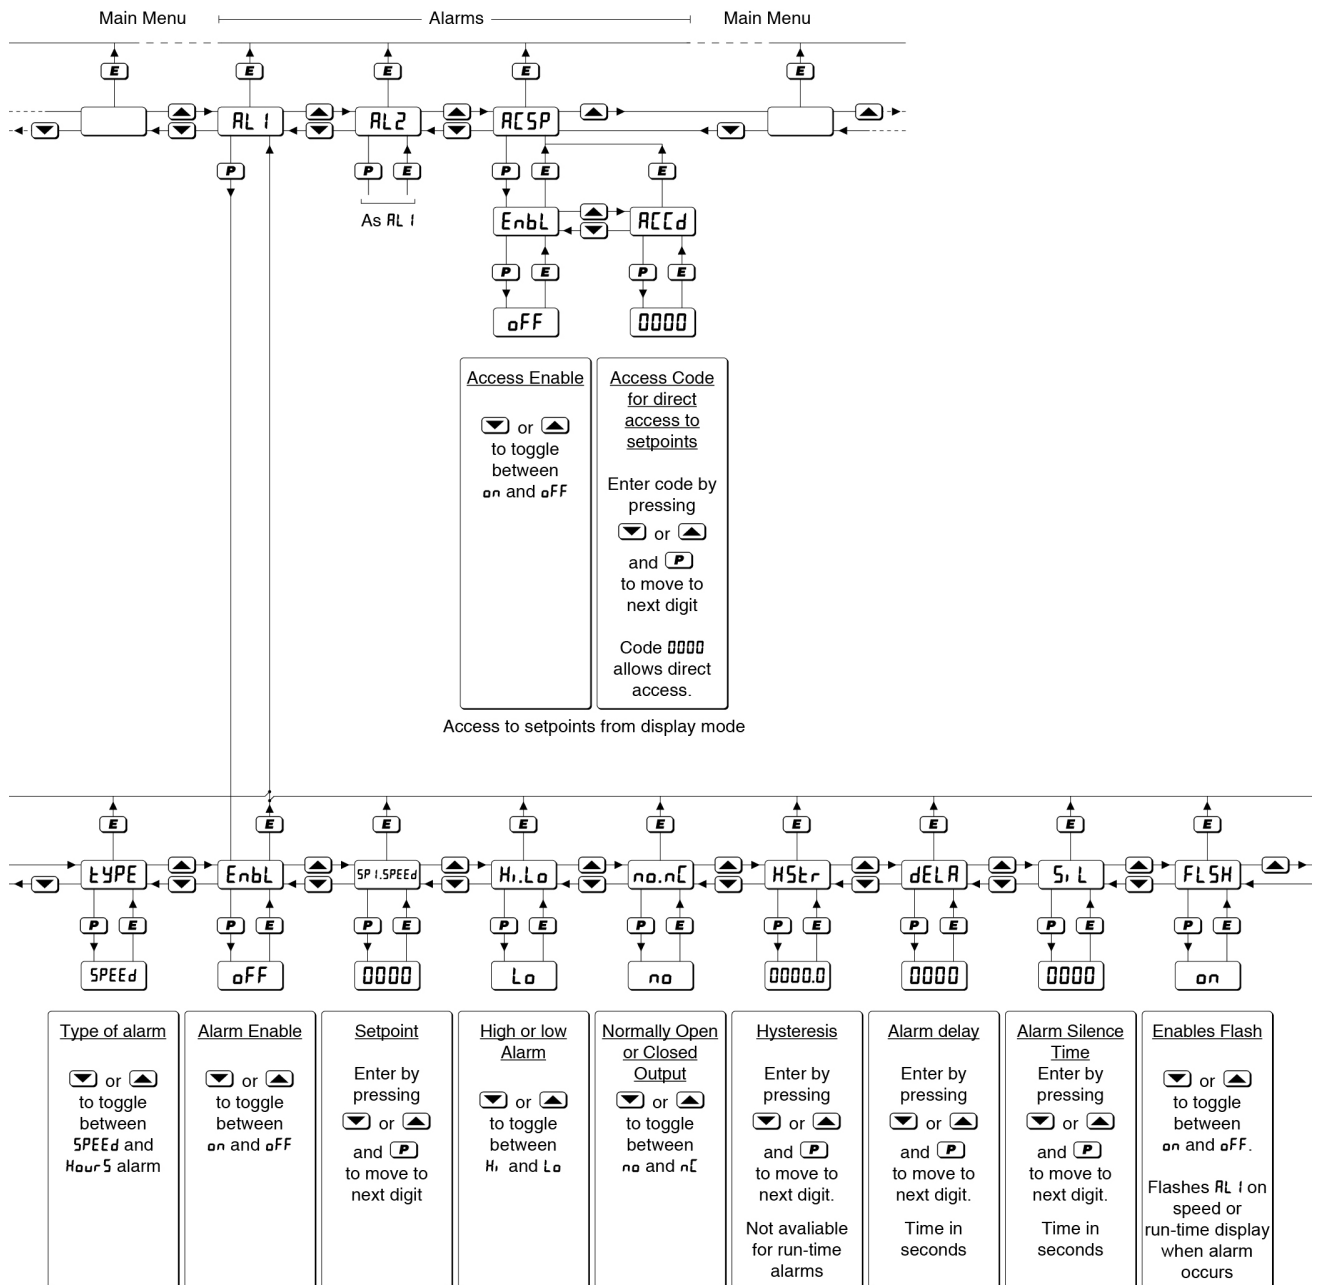 Main Menu Alarms Main Menu
E E E E E
AL1 AL2 ACSP
P P E P E E
As AL1
EnbL ACCd
P E P E
oFF 0000
Access Enable
or
to toggle
between
on and oFF
Access Code
for direct
access to
setpoints
Enter code by
pressing
or
and P
to move to
next digit
Code 0000
allows direct
access.
Access to setpoints from display mode
E E E E E E E E E
tYPE EnbL SP1.SPEEd Hi.Lo no.nC HStr dELA SiL FLSH
P E P E P E P E P E P E P E P E P E
SPEEd oFF 0000 Lo no 0000.0 0000 0000 on
Type of alarm
or
to toggle
between
SPEEd and
HourS alarm
Alarm Enable
or
to toggle
between
on and oFF
Setpoint
Enter by
pressing
or
and P
to move to
next digit
High or low
Alarm
or
to toggle
between
Hi and Lo
Normally Open
or Closed
Output
or
to toggle
between
no and nC
Hysteresis
Enter by
pressing
or
and P
to move to
next digit.
Not avaliable
for run-time
alarms
Alarm delay
Enter by
pressing
or
and P
to move to
next digit.
Time in
seconds
Alarm Silence
Time
Enter by
pressing
or
and P
to move to
next digit.
Time in
seconds
Enables Flash
or
to toggle
between
on and oFF.
Flashes AL1 on
speed or
run-time display
when alarm
occurs